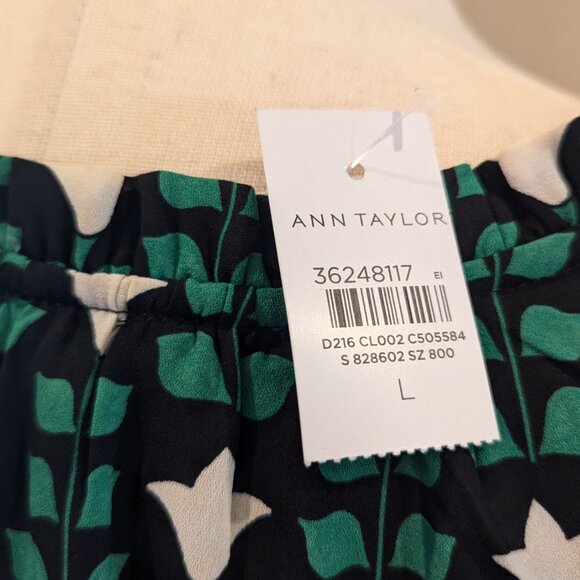 ANN TAYLOR
36248117 EI
D216 CL002 C505584
S 828602 SZ 800
L